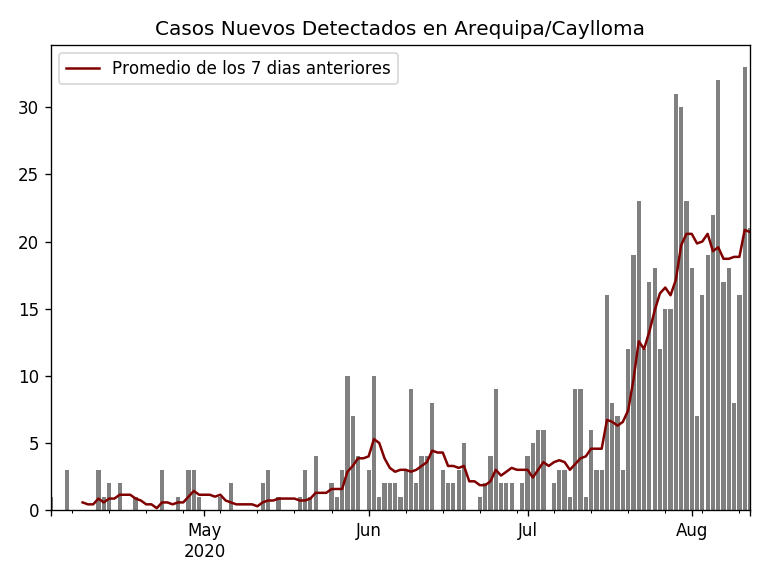 Casos Nuevos Detectados en Arequipa/Caylloma
Promedio de los 7 dias anteriores
30
25
20
15
10
5
0
May Jun Jul Aug
2020